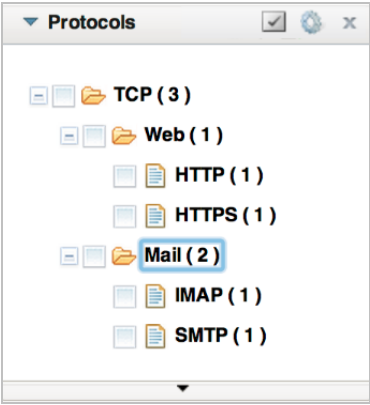 Protocols
TCP ( 3 )
Web ( 1 )
HTTP ( 1 )
HTTPS ( 1 )
Mail ( 2 )
IMAP ( 1 )
SMTP ( 1 )